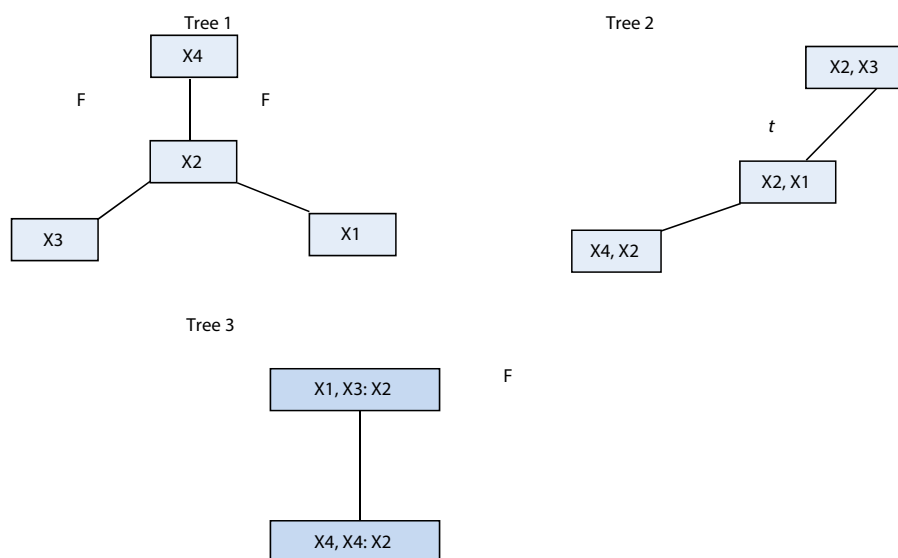 Tree 1
X4
F
F
X2
X3
X1
Tree 2
X2, X3
t
X2, X1
X4, X2
Tree 3
X1, X3: X2
F
X4, X4: X2